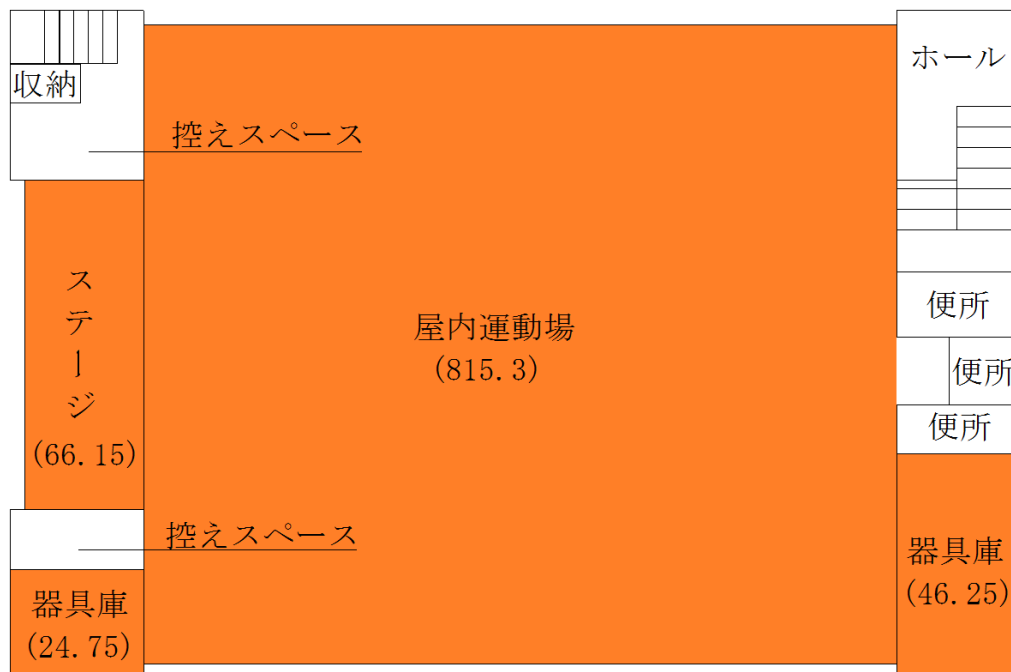 収納
控えスペース
ホール
ステージ
(66.15)
屋内運動場
(815.3)
便所
便所
便所
控えスペース
器具庫
(24.75)
器具庫
(46.25)